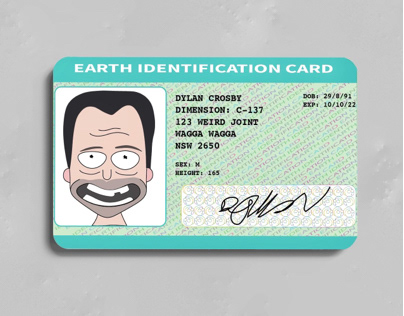 EARTH IDENTIFICATION CARD
DYLAN CROSBY
DIMENSION: C-137
123 WEIRD JOINT
WAGGA WAGGA
NSW 2650
SEX: M
HEIGHT: 165
DOB: 29/8/91
EXP: 10/10/22